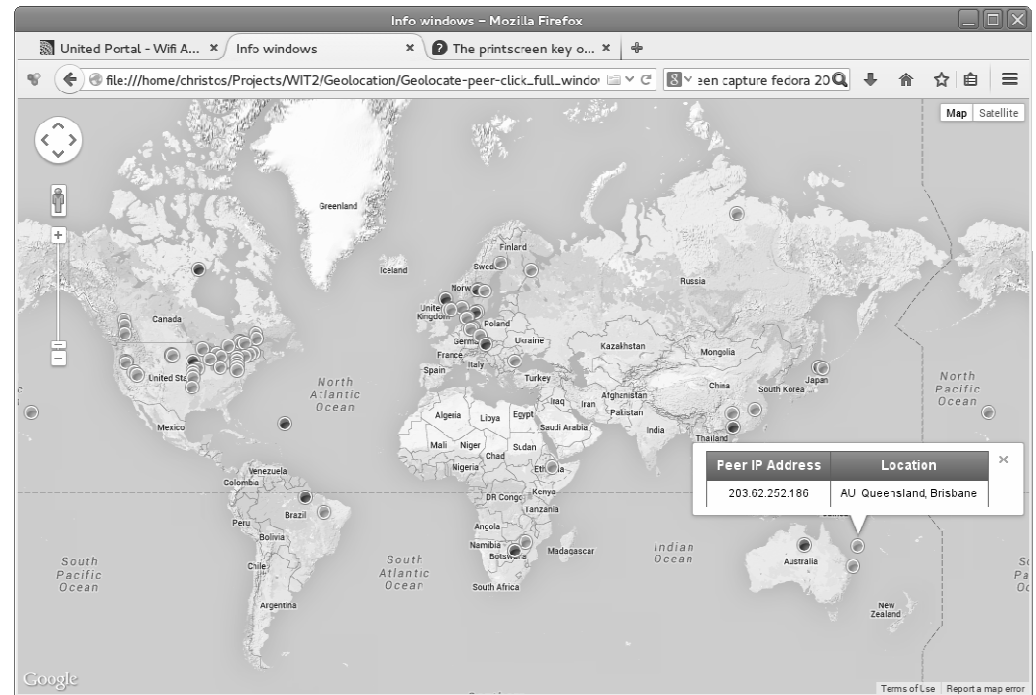 Info windows – Mozilla Firefox
United Portal - Wifi A... × Info windows × The printscreen key o... ×
file:///home/christos/Projects/WIT2/Geolocation/Geolocate-peer-click_full_window een capture fedora 20
Map Satellite
Greenland
Finland
Iceland
Swed
Russia
Norw
Canada
United Kingdom
Poland
Germa
Ukraine
Kazakhstan
France
Mongolia
Italy
United Sta
Spain
Turkey
China
South Korea
Japan
North Atlantic Ocean
North Pacific Ocean
Iraq
Iran
Afghanistan
Pakistan
Algeria
Libya
Egypt
Saudi Arabia
Mexico
India
Thailand
Mali
Niger
Chad
Sudan
Nigeria
Venezuela
Colombia
DR Congo
Kenya
Tanzania
Peer IP Address Location
203.62.252.186 AU Queensland, Brisbane
Brazil
Peru
Bolivia
Angola
Namibia
Botswana
Madagascar
Indian Ocean
Australia
South Pacific Ocean
Chile
South Atlantic Ocean
South Africa
Argentina
New Zealand
Google
Terms of Use Report a map error